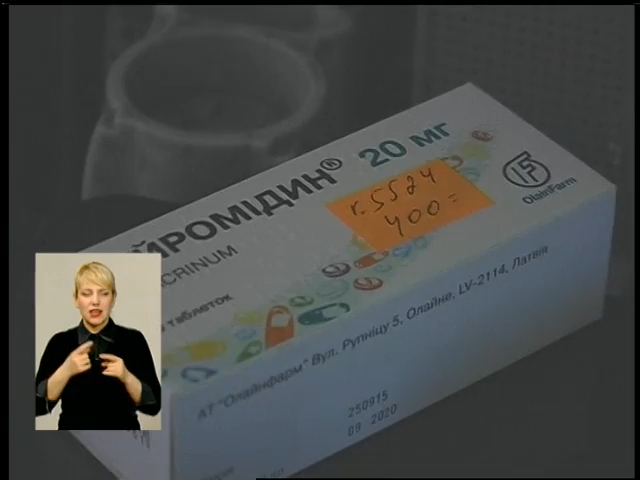 ЙРОМІДИН® 20 мг
CRINUM
таблеток
г. 5524
400=
OlainFarm
АТ "Олайнфарм" Вул. Рупніцу 5, Олайне, LV-2114, Латвія
250915
09 2020